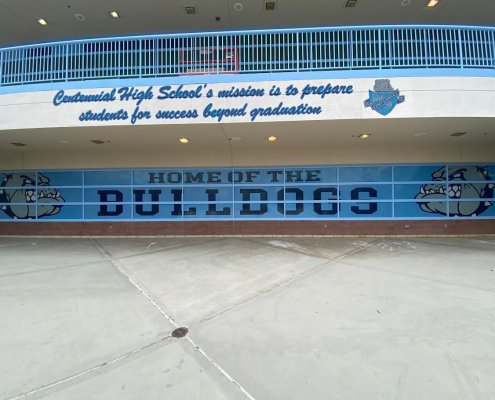 Centennial High School's mission is to prepare
students for success beyond graduation
HOME OF THE
BULLDOGS